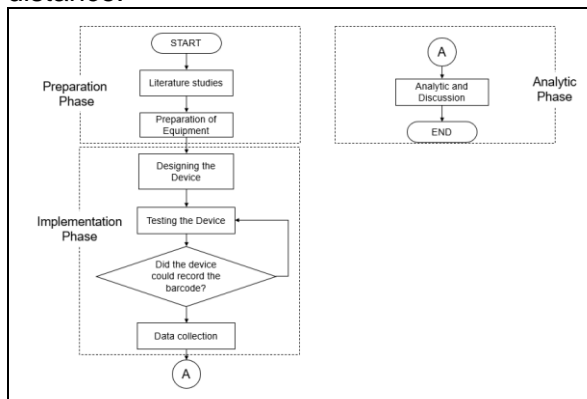 distance.
START
Literature studies
Preparation of
Equipment
Preparation
Phase
Designing the
Device
Testing the Device
Did the device
could record the
barcode?
Data collection
A
Implementation
Phase
A
Analytic and
Discussion
END
Analytic
Phase